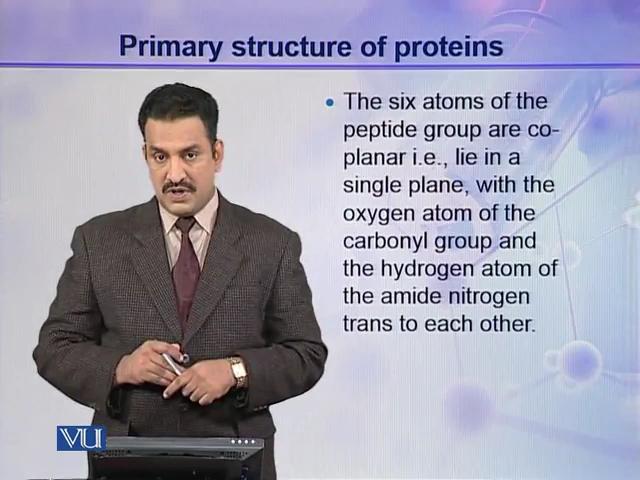 Primary structure of proteins
• The six atoms of the
peptide group are co-
planar i.e., lie in a
single plane, with the
oxygen atom of the
carbonyl group and
the hydrogen atom of
the amide nitrogen
trans to each other.
VU